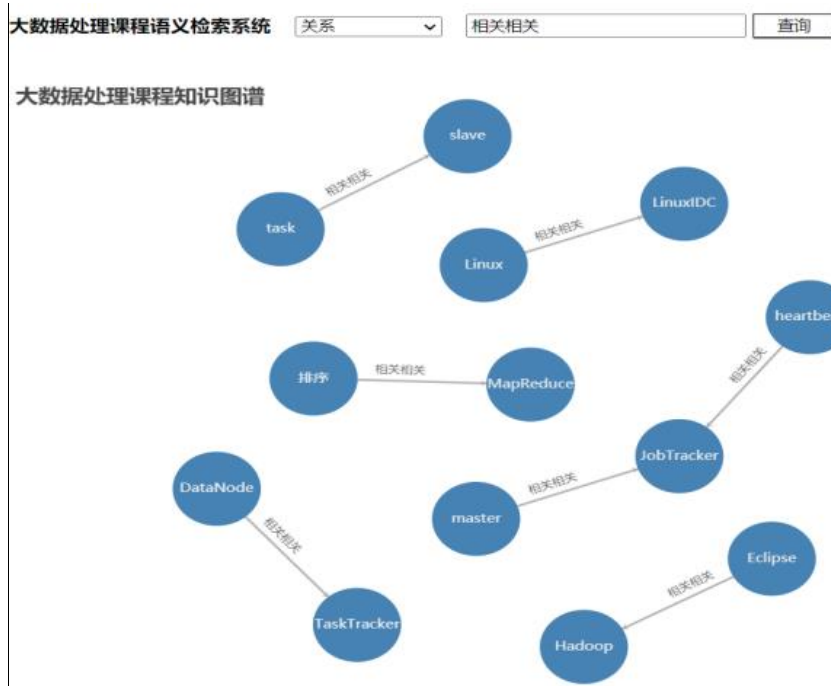 大数据处理课程语义检索系统 关系 相关相关 查询
大数据处理课程知识图谱
slave
相关相关
task
LinuxIDC
相关相关
Linux
heartbe
相关相关
排序
相关相关
MapReduce
JobTracker
DataNode
相关相关
master
相关相关
Eclipse
相关相关
TaskTracker
Hadoop